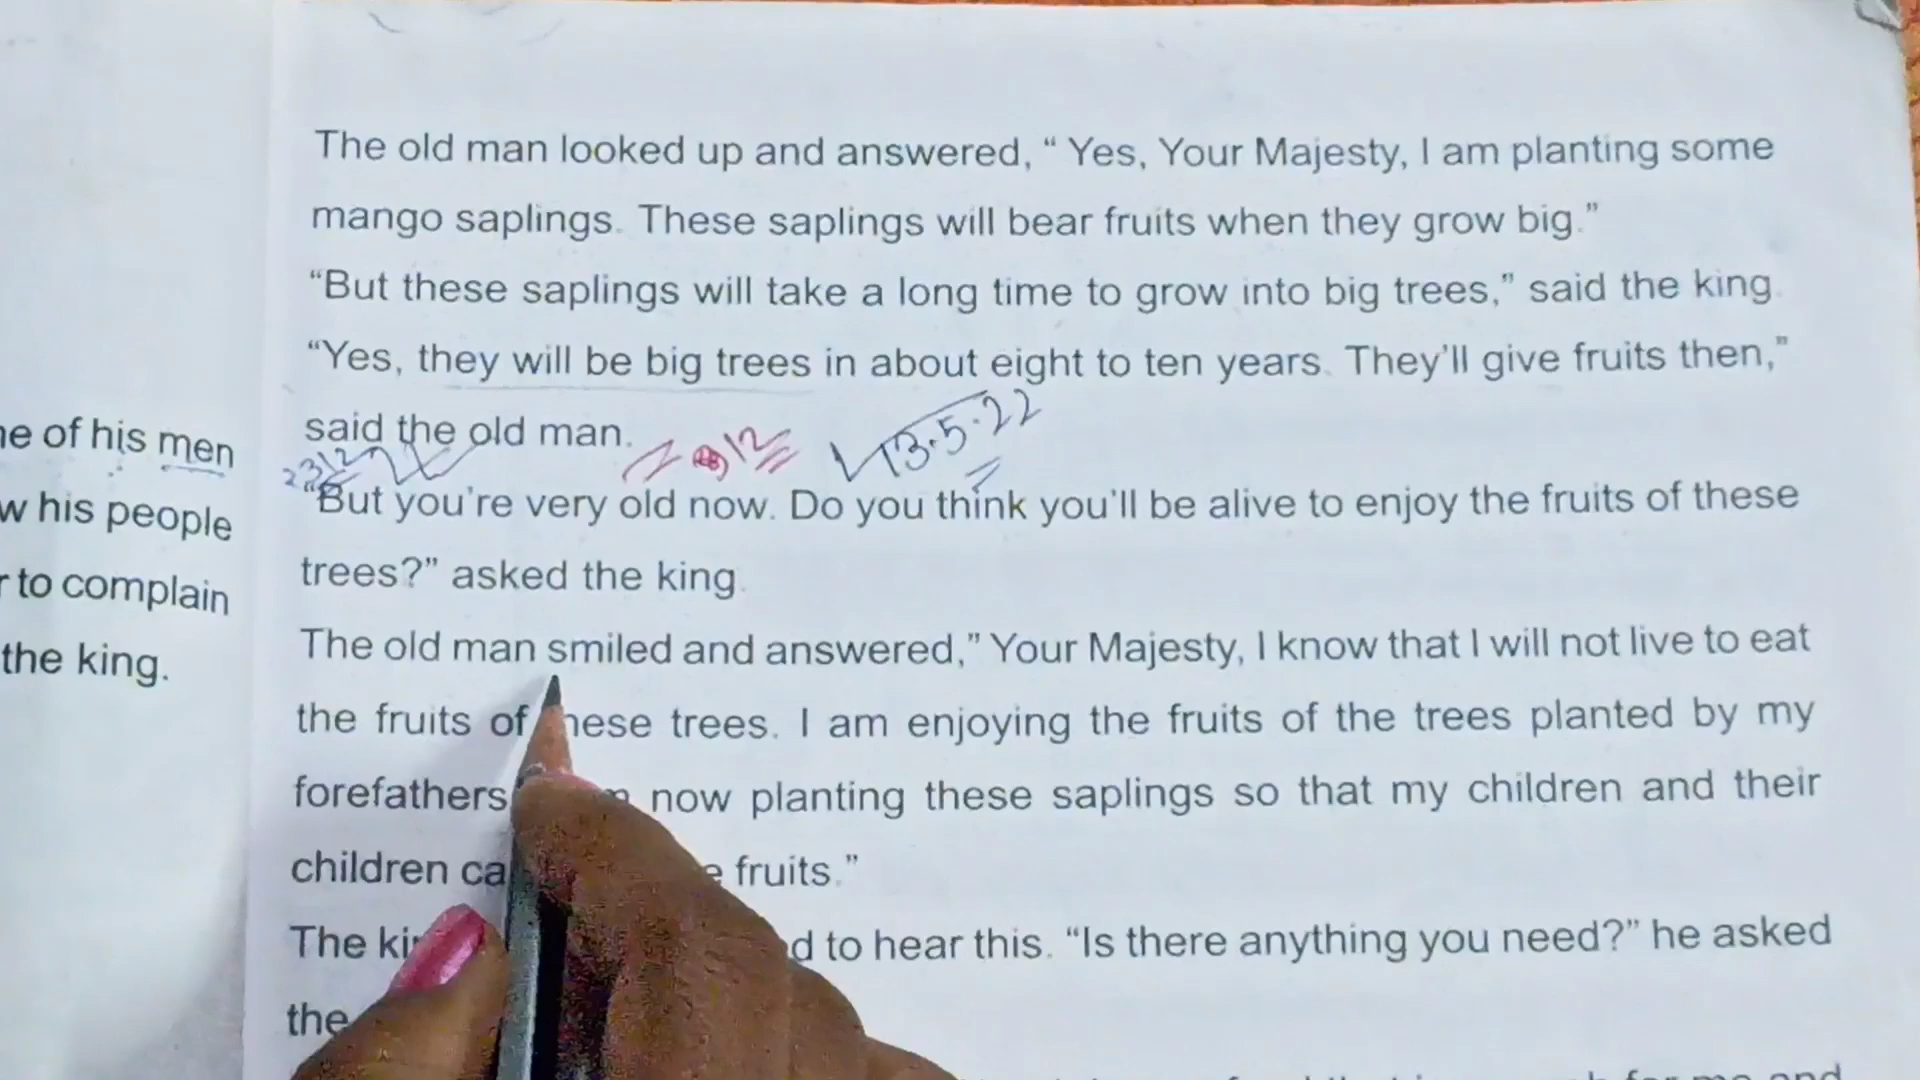 he of his men
w his people
r to complain
the king.
The old man looked up and answered, “ Yes, Your Majesty, I am planting some
mango saplings. These saplings will bear fruits when they grow big.”
“But these saplings will take a long time to grow into big trees,” said the king.
“Yes, they will be big trees in about eight to ten years. They’ll give fruits then,”
said the old man.
13.5.22
“But you’re very old now. Do you think you’ll be alive to enjoy the fruits of these
trees?” asked the king.
The old man smiled and answered,” Your Majesty, I know that I will not live to eat
the fruits of hese trees. I am enjoying the fruits of the trees planted by my
forefathers now planting these saplings so that my children and their
children ca fruits.”
The ki d to hear this. “Is there anything you need?” he asked
the